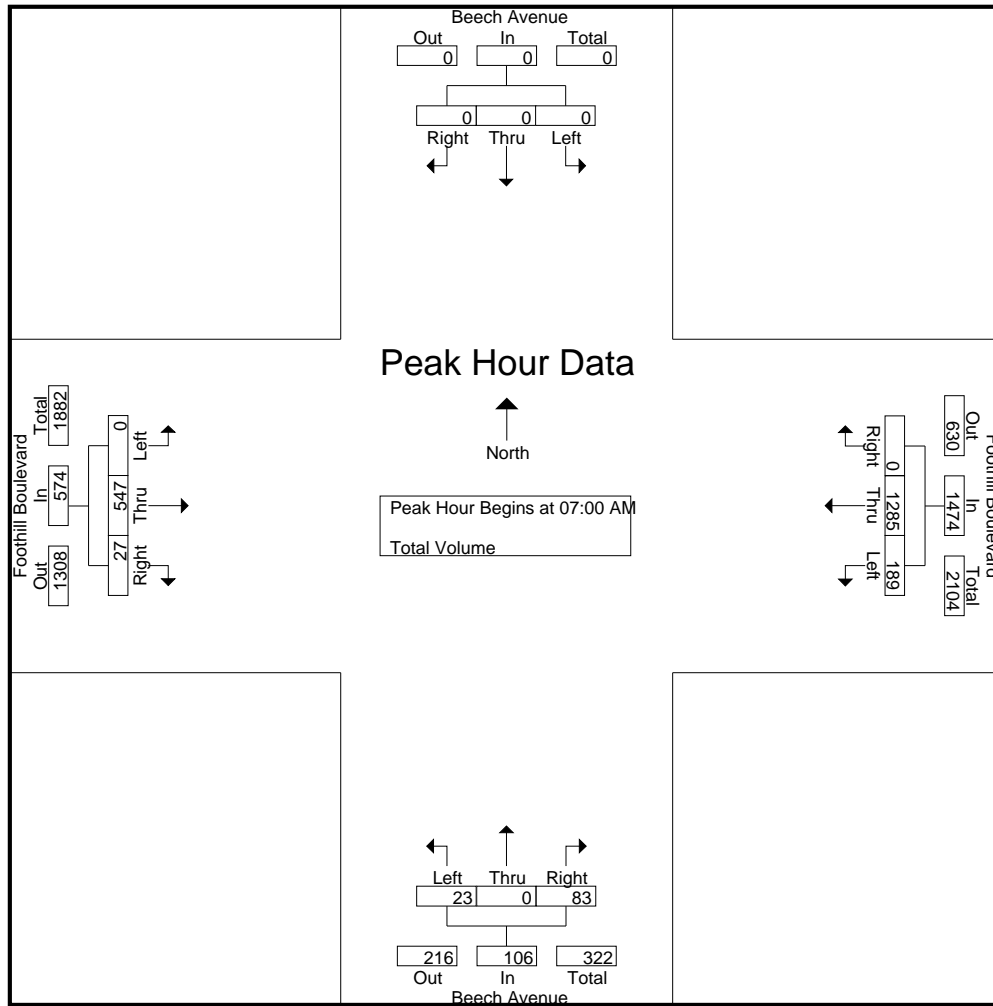 Beech Avenue
Out In Total
0 0 0
0 0 0
Right Thru Left
Peak Hour Data
North
Peak Hour Begins at 07:00 AM
Total Volume
Foothill Boulevard
Out In Total
1308 574 1882
27 547 0
Right Thru Left
Foothill Boulevard
Out In Total
630 1474 2104
0 1285 189
Right Thru Left
Left Thru Right
23 0 83
216 106 322
Out In Total
Beech Avenue